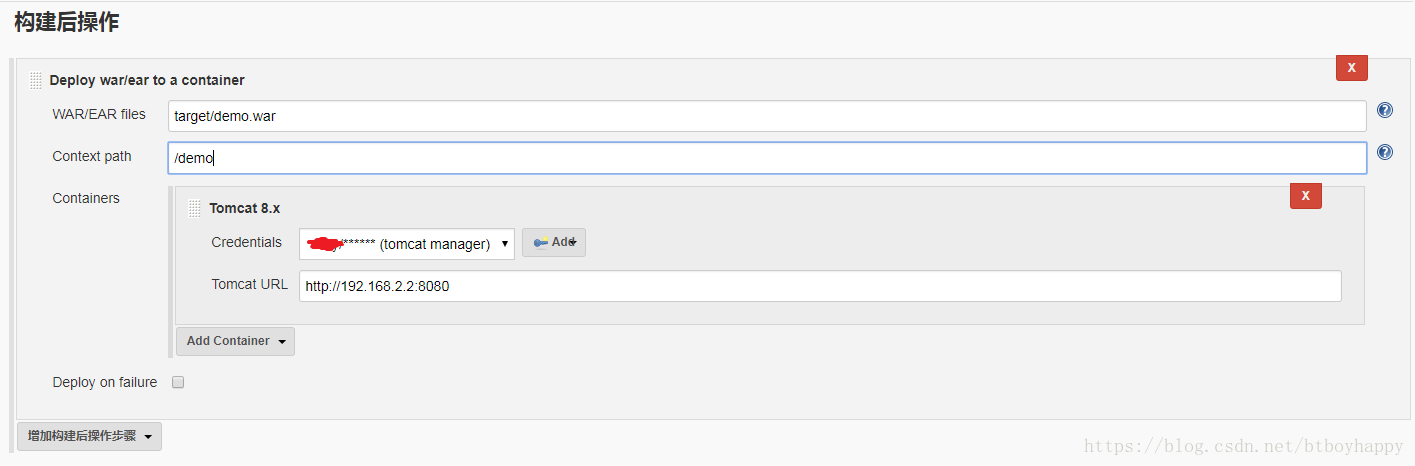 构建后操作
X
Deploy war/ear to a container
WAR/EAR files target/demo.war
Context path /demo
Containers
X
Tomcat 8.x
Credentials /****** (tomcat manager) Add
Tomcat URL http://192.168.2.2:8080
Add Container
Deploy on failure
增加构建后操作步骤
https://blog.csdn.net/btboyhappy